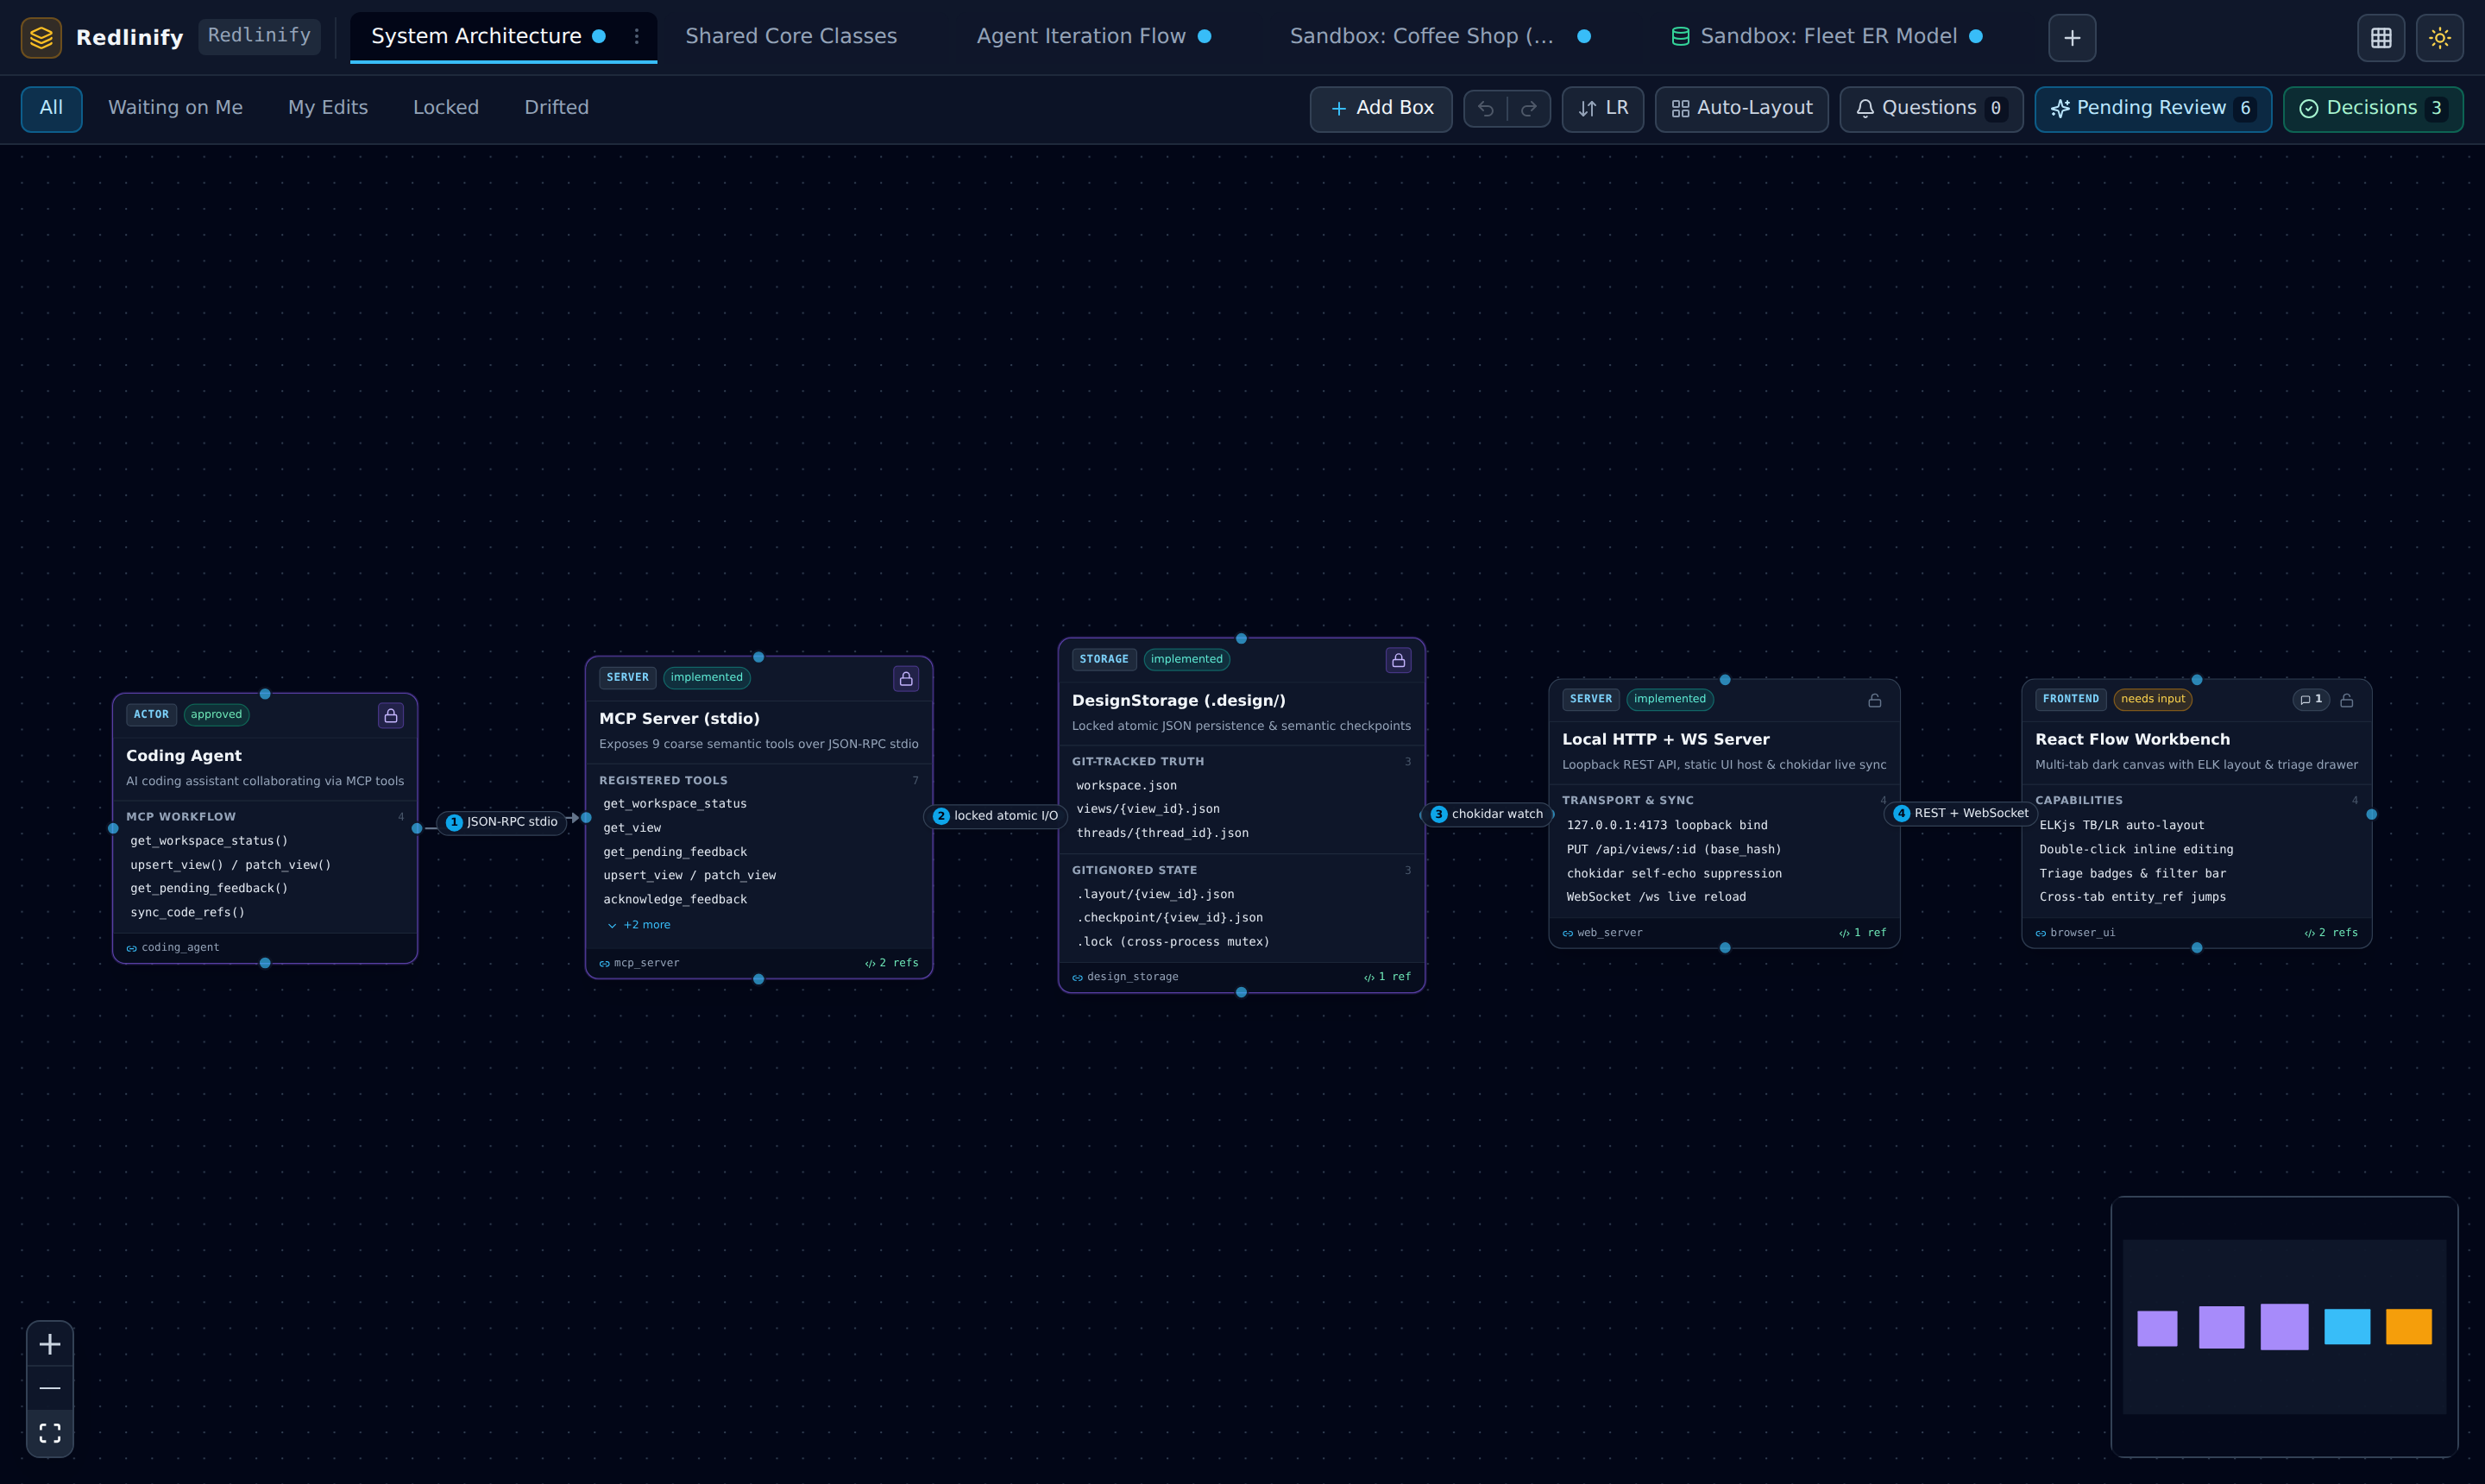 Redlinify
Redlinify
System Architecture
Shared Core Classes
Agent Iteration Flow
Sandbox: Coffee Shop (...
Sandbox: Fleet ER Model
All
Waiting on Me
My Edits
Locked
Drifted
Add Box
LR
Auto-Layout
Questions 0
Pending Review 6
Decisions 3
ACTOR approved
Coding Agent
AI coding assistant collaborating via MCP tools
MCP WORKFLOW 4
get_workspace_status()
upsert_view() / patch_view()
get_pending_feedback()
sync_code_refs()
coding_agent
1 JSON-RPC stdio
SERVER implemented
MCP Server (stdio)
Exposes 9 coarse semantic tools over JSON-RPC stdio
REGISTERED TOOLS 7
get_workspace_status
get_view
get_pending_feedback
upsert_view / patch_view
acknowledge_feedback
+2 more
mcp_server 2 refs
2 locked atomic I/O
STORAGE implemented
DesignStorage (.design/)
Locked atomic JSON persistence & semantic checkpoints
GIT-TRACKED TRUTH 3
workspace.json
views/{view_id}.json
threads/{thread_id}.json
GITIGNORED STATE 3
.layout/{view_id}.json
.checkpoint/{view_id}.json
.lock (cross-process mutex)
design_storage 1 ref
3 chokidar watch
SERVER implemented
Local HTTP + WS Server
Loopback REST API, static UI host & chokidar live sync
TRANSPORT & SYNC 4
127.0.0.1:4173 loopback bind
PUT /api/views/:id (base_hash)
chokidar self-echo suppression
WebSocket /ws live reload
web_server 1 ref
4 REST + WebSocket
FRONTEND needs input 1
React Flow Workbench
Multi-tab dark canvas with ELK layout & triage drawer
CAPABILITIES 4
ELKjs TB/LR auto-layout
Double-click inline editing
Triage badges & filter bar
Cross-tab entity_ref jumps
browser_ui 2 refs